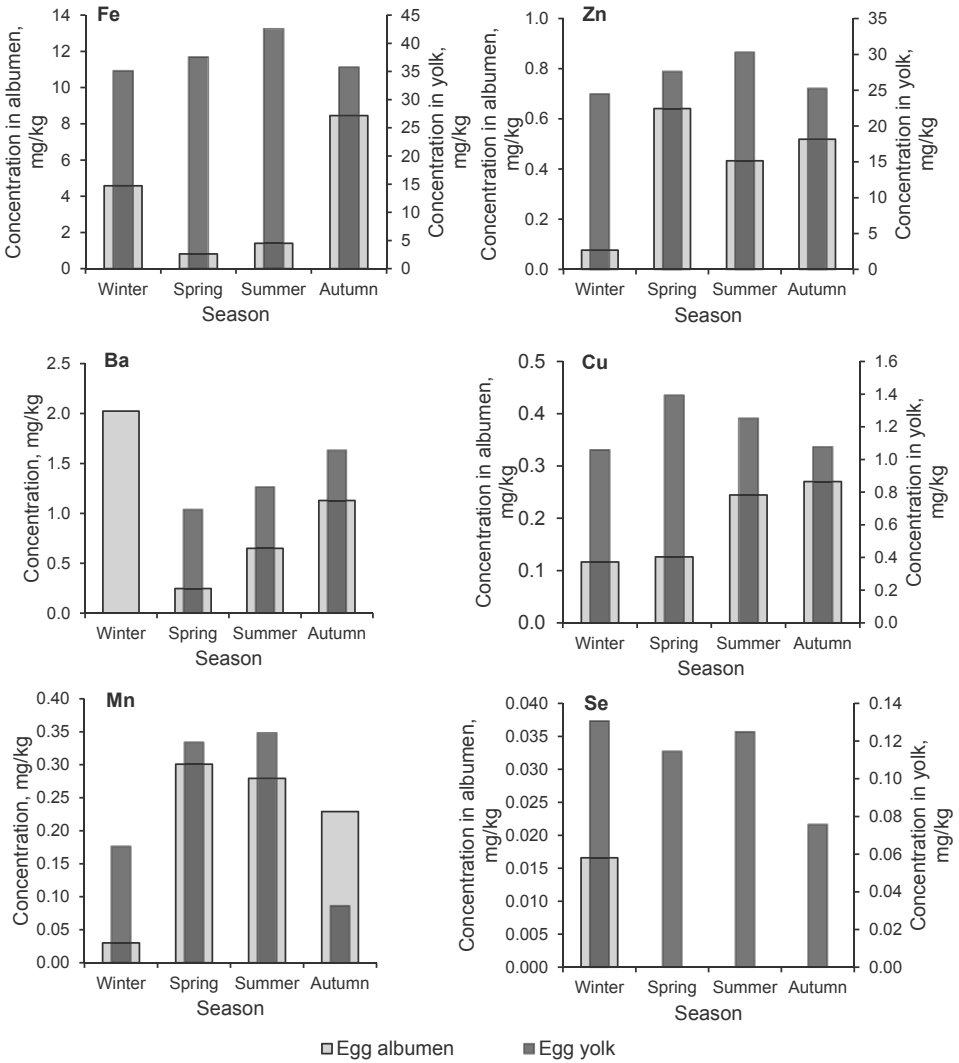 Fe
Concentration in albumen,
mg/kg
14
12
10
8
6
4
2
0
45
40
35
30
25
20
15
10
5
0
Concentration in yolk,
mg/kg
Winter Spring Summer Autumn
Season
Zn
Concentration in albumen,
mg/kg
1.0
0.8
0.6
0.4
0.2
0.0
35
30
25
20
15
10
5
0
Concentration in yolk,
mg/kg
Winter Spring Summer Autumn
Season
Ba
Concentration, mg/kg
2.5
2.0
1.5
1.0
0.5
0.0
Winter Spring Summer Autumn
Season
Cu
Concentration in albumen,
mg/kg
0.5
0.4
0.3
0.2
0.1
0.0
1.6
1.4
1.2
1.0
0.8
0.6
0.4
0.2
0.0
Concentration in yolk,
mg/kg
Winter Spring Summer Autumn
Season
Mn
Concentration, mg/kg
0.40
0.35
0.30
0.25
0.20
0.15
0.10
0.05
0.00
Winter Spring Summer Autumn
Season
Se
Concentration in albumen,
mg/kg
0.040
0.035
0.030
0.025
0.020
0.015
0.010
0.005
0.000
0.14
0.12
0.10
0.08
0.06
0.04
0.02
0.00
Concentration in yolk,
mg/kg
Winter Spring Summer Autumn
Season
Egg albumen Egg yolk